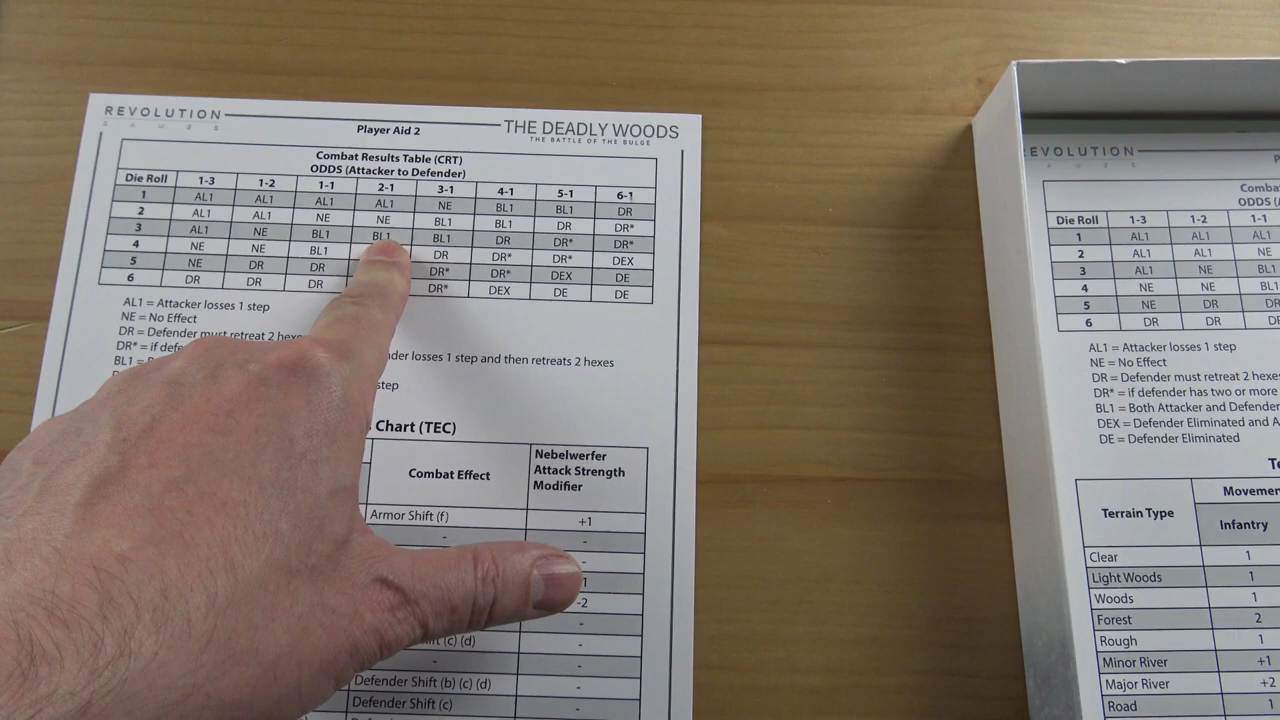 REVOLUTION
GAMES
Player Aid 2
THE DEADLY WOODS
THE BATTLE OF THE BULGE
Combat Results Table (CRT)
ODDS (Attacker to Defender)
Die Roll 1-3 1-2 1-1 2-1 3-1 4-1 5-1 6-1
1 AL1 AL1 AL1 AL1 NE BL1 BL1 DR
2 AL1 AL1 NE NE BL1 BL1 DR DR*
3 AL1 NE BL1 BL1 BL1 DR DR* DR*
4 NE NE BL1 DR DR* DR* DEX
5 NE DR DR DR* DR* DEX DE
6 DR DR DR DR* DEX DE DE
AL1 = Attacker losses 1 step
NE = No Effect
DR = Defender must retreat 2 hexes
DR* = if losses 1 step and then retreats 2 hexes
BL1 =
step
Chart (TEC)
Combat Effect
Nebelwerfer
Attack Strength
Modifier
Armor Shift (f) +1
- -
-
-2
-
(c) (d) -
- -
Defender Shift (b) (c) (d) -
Defender Shift (c) -
EVOLUTION
ODDS
Die Roll 1-3 1-2 1-1
1 AL1 AL1 AL1
2 AL1 AL1 NE
3 AL1 NE BL1
4 NE NE BL1
5 NE DR DR
6 DR DR DR
AL1 = Attacker losses 1 step
NE = No Effect
DR = Defender must retreat 2 hexes
DR* = if defender has two or more
BL1 = Both Attacker and Defender
DEX = Defender Eliminated and A
DE = Defender Eliminated
Terrain Type
Movemen
Infantry
Clear 1
Light Woods 1
Woods 1
Forest 2
Rough 1
Minor River +1
Major River +2
Road 1